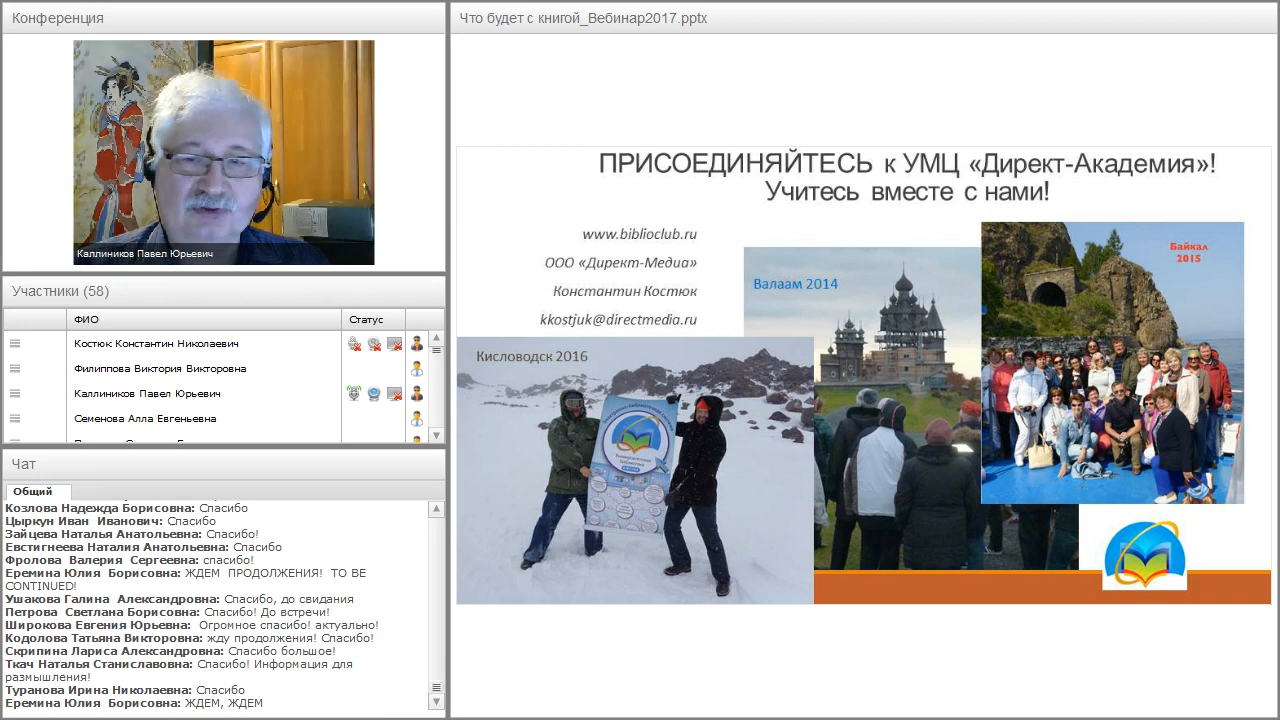 Конференция
Каллиников Павел Юрьевич
Участники (58)
ФИО
Статус
Костюк Константин Николаевич
Филиппова Виктория Викторовна
Каллиников Павел Юрьевич
Семенова Алла Евгеньевна
Чат
Общий
Козлова Надежда Борисовна: Спасибо
Цыркун Иван Иванович: Спасибо
Зайцева Наталья Анатольевна: Спасибо!
Евстигнеева Наталия Анатольевна: Спасибо
Фролова Валерия Сергеевна: спасибо!
Еремина Юлия Борисовна: ЖДЕМ ПРОДОЛЖЕНИЯ! TO BE
CONTINUED!
Ушакова Галина Александровна: Спасибо, до свидания
Петрова Светлана Борисовна: Спасибо! До встречи!
Широкова Евгения Юрьевна: Огромное спасибо! актуально!
Кодолова Татьяна Викторовна: жду продолжения! Спасибо!
Скрипина Лариса Александровна: Спасибо большое!
Ткач Наталья Станиславовна: Спасибо! Информация для
размышления!
Туранова Ирина Николаевна: Спасибо
Еремина Юлия Борисовна: ЖДЕМ, ЖДЕМ
Что будет с книгой_Вебинар2017.pptx
ПРИСОЕДИНЯЙТЕСЬ к УМЦ «Директ-Академия»!
Учитесь вместе с нами!
www.biblioclub.ru
ООО «Директ-Медиа»
Константин Костюк
kkostjuk@directmedia.ru
Валаам 2014
Байкал
2015
Кисловодск 2016